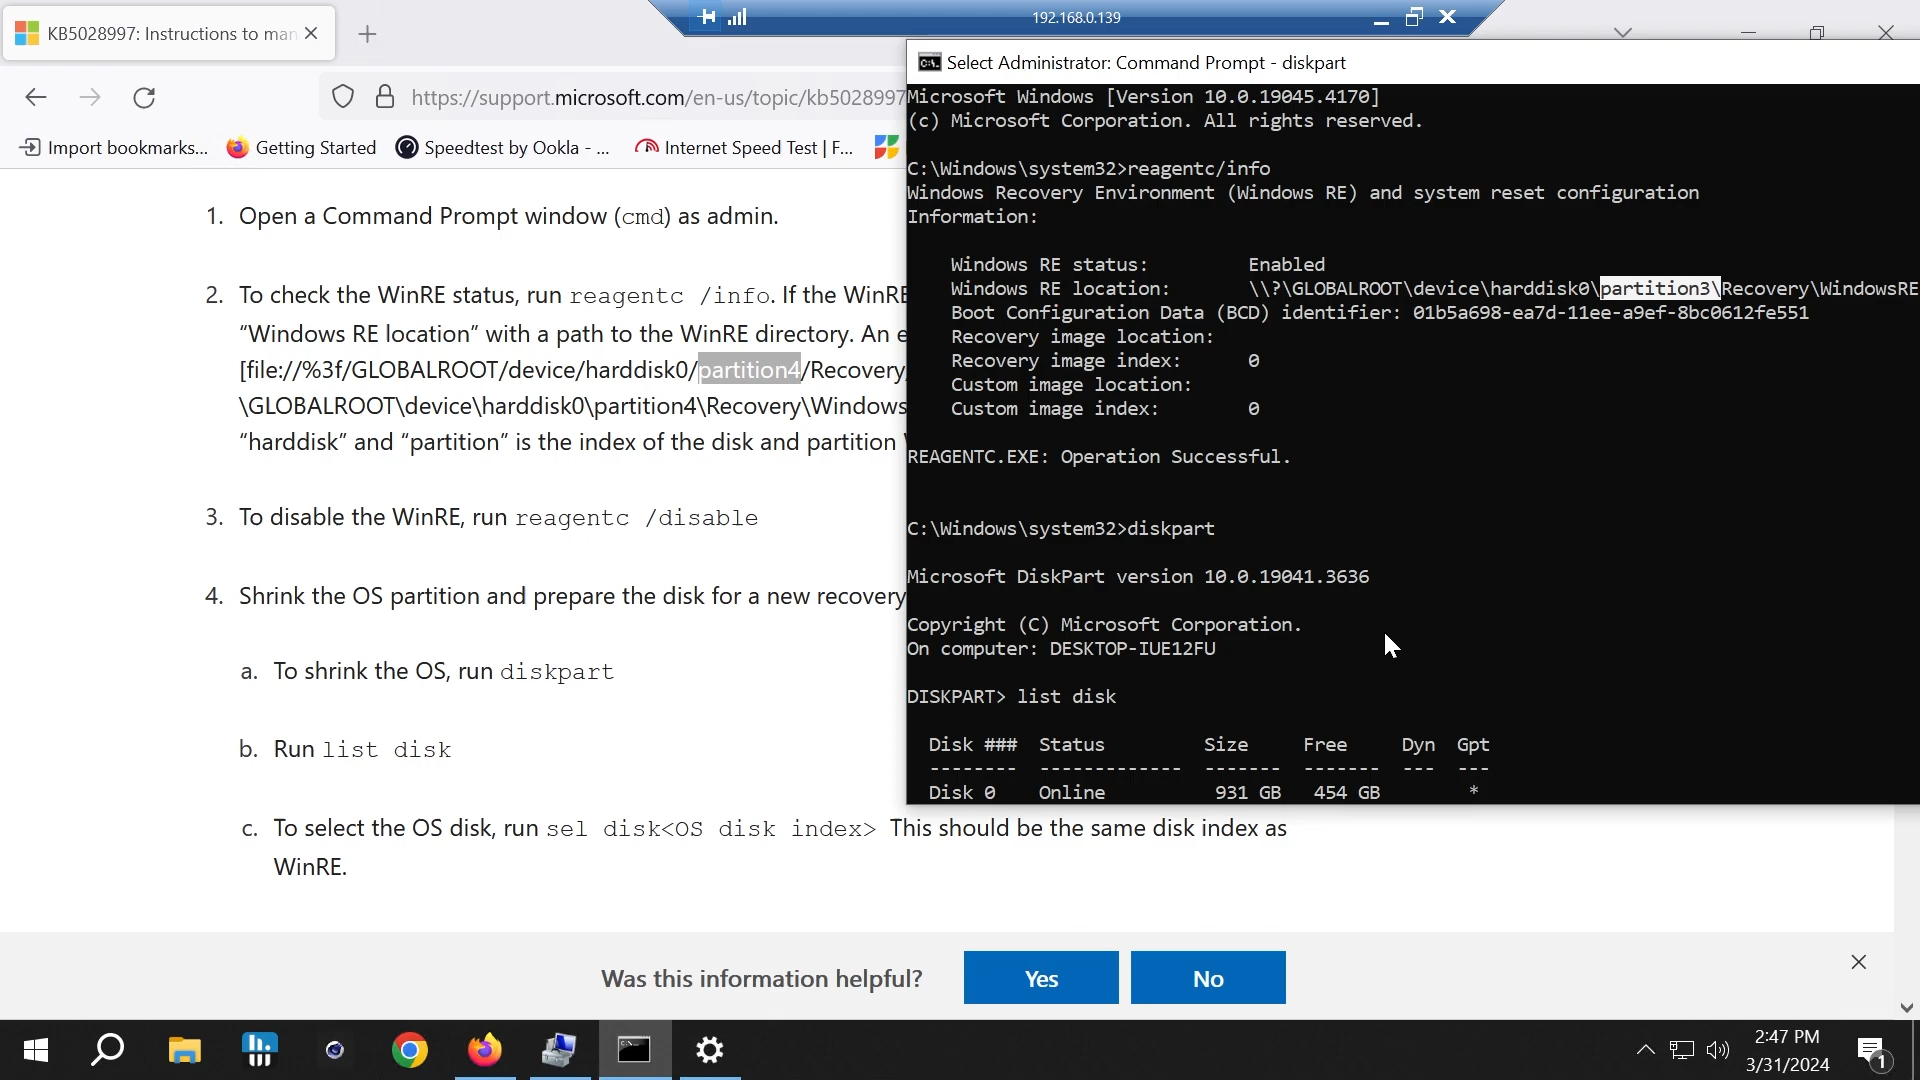 KB5028997: Instructions to man
192.168.0.139
https://support.microsoft.com/en-us/topic/kb5028997
Import bookmarks...
Getting Started
Speedtest by Ookla - ...
Internet Speed Test | F...
1. Open a Command Prompt window (cmd) as admin.
2. To check the WinRE status, run reagentc /info. If the WinRE
“Windows RE location” with a path to the WinRE directory. An e
[file://%3f/GLOBALROOT/device/harddisk0/partition4/Recovery/
\GLOBALROOT\device\harddisk0\partition4\Recovery\Windows
“harddisk” and “partition” is the index of the disk and partition
3. To disable the WinRE, run reagentc /disable
4. Shrink the OS partition and prepare the disk for a new recovery
a. To shrink the OS, run diskpart
b. Run list disk
c. To select the OS disk, run sel disk<OS disk index> This should be the same disk index as
WinRE.
Select Administrator: Command Prompt - diskpart
Microsoft Windows [Version 10.0.19045.4170]
(c) Microsoft Corporation. All rights reserved.
C:\Windows\system32>reagentc/info
Windows Recovery Environment (Windows RE) and system reset configuration
Information:
Windows RE status: Enabled
Windows RE location: \\?\GLOBALROOT\device\harddisk0\partition3\Recovery\WindowsRE
Boot Configuration Data (BCD) identifier: 01b5a698-ea7d-11ee-a9ef-8bc0612fe551
Recovery image location:
Recovery image index: 0
Custom image location:
Custom image index: 0
REAGENTC.EXE: Operation Successful.
C:\Windows\system32>diskpart
Microsoft DiskPart version 10.0.19041.3636
Copyright (C) Microsoft Corporation.
On computer: DESKTOP-IUE12FU
DISKPART> list disk
Disk ### Status Size Free Dyn Gpt
-------- ------------- ------- ------- --- ---
Disk 0 Online 931 GB 454 GB *
Was this information helpful?
Yes
No
2:47 PM
3/31/2024
1